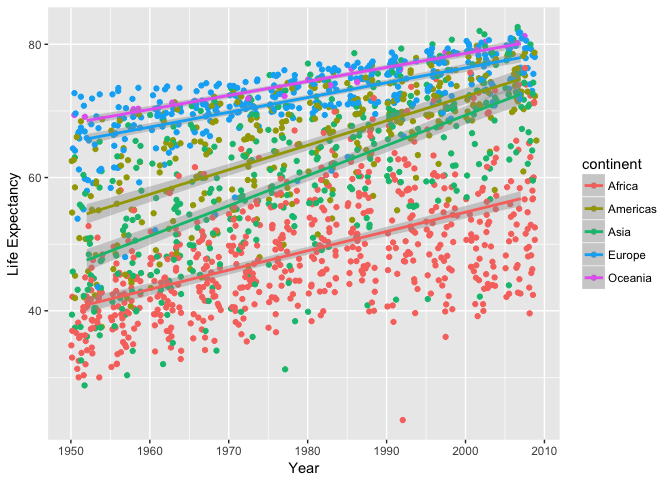 80
60
40
Life Expectancy
1950 1960 1970 1980 1990 2000 2010
Year
continent
Africa
Americas
Asia
Europe
Oceania